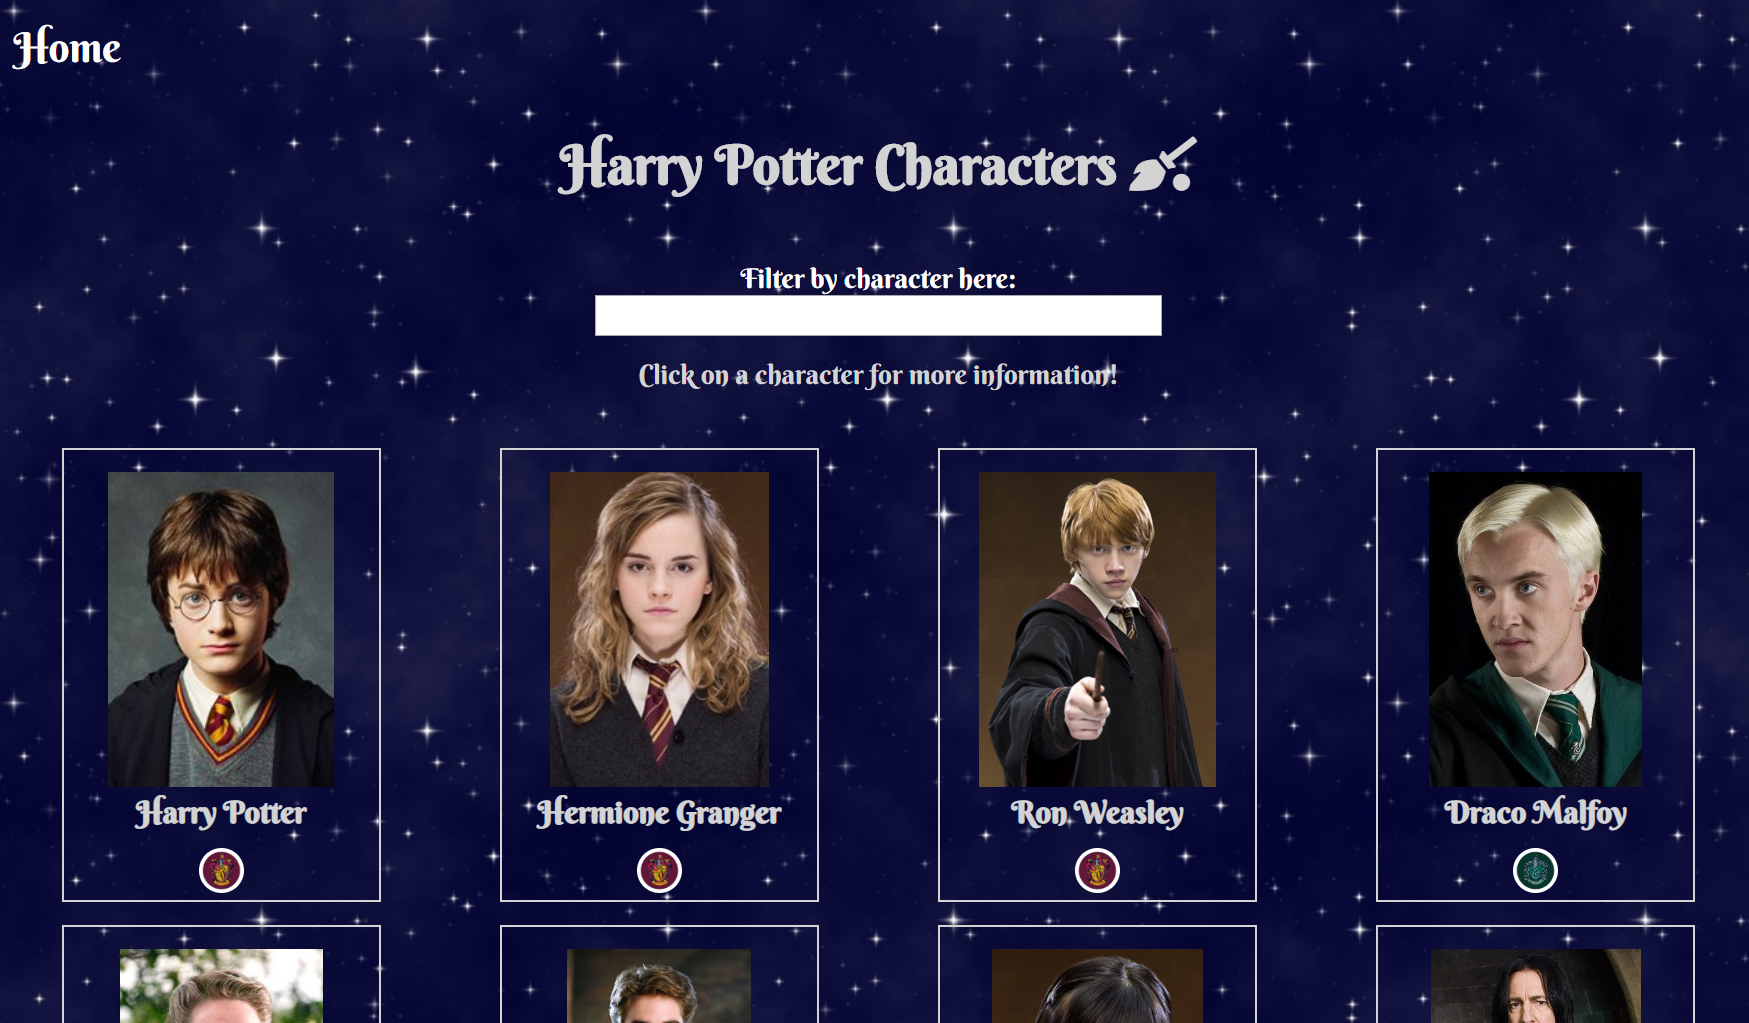 Home
Harry Potter Characters
Filter by character here:
Click on a character for more information!
Harry Potter
Hermione Granger
Ron Weasley
Draco Malfoy